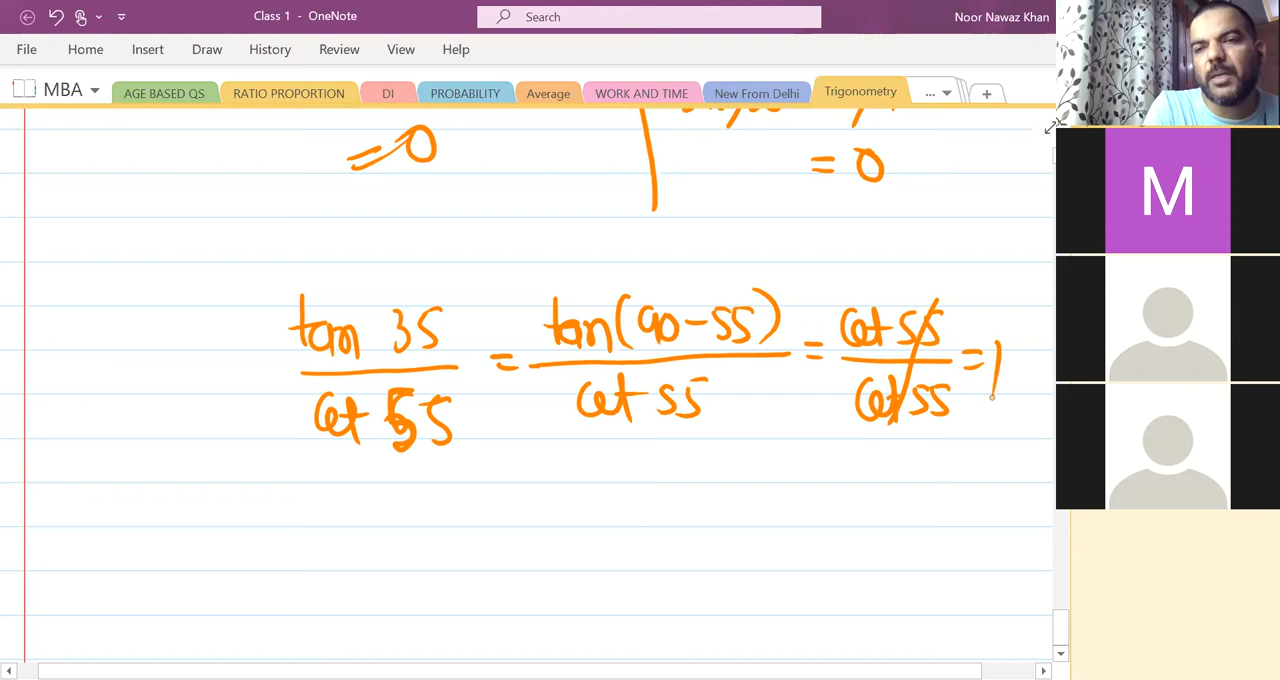 Class 1 - OneNote
Search
Noor Nawaz Khan
File Home Insert Draw History Review View Help
MBA
AGE BASED QS RATIO PROPORTION DI PROBABILITY Average WORK AND TIME New From Delhi Trigonometry ... +
= 0
= 0
tan 35 / cot 55 = tan(90-55) / cot 55 = cot 55 / cot 55 = 1
M